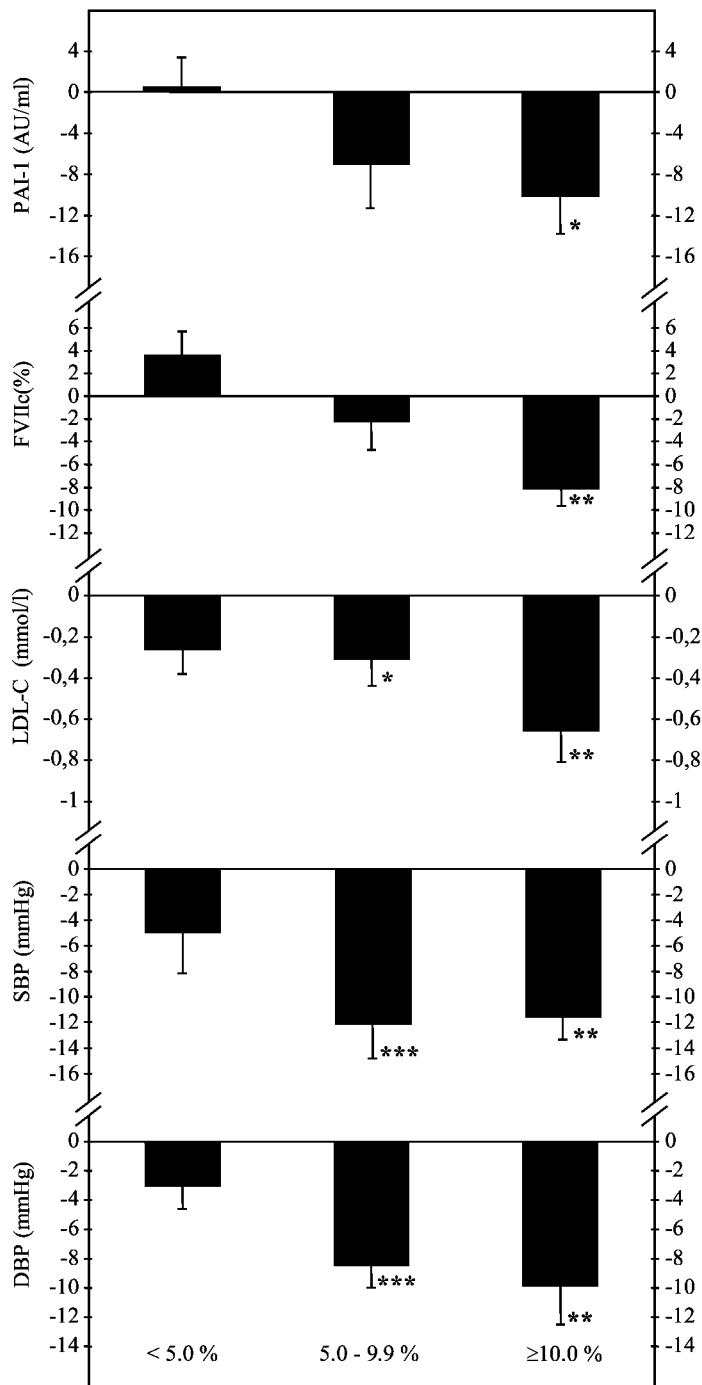 PAI-1 (AU/ml)
4 4
0 0
-4 -4
-8 -8
-12 * -12
-16 -16
FVIIc(%)
6 6
4 4
2 2
0 0
-2 -2
-4 -4
-6 -6
-8 ** -8
-10 -10
-12 -12
LDL-C (mmol/l)
0 0
-0,2 -0,2
-0,4 * -0,4
-0,6 -0,6
-0,8 ** -0,8
-1 -1
SBP (mmHg)
0 0
-2 -2
-4 -4
-6 -6
-8 -8
-10 -10
-12 ** -12
-14 *** -14
-16 -16
DBP (mmHg)
0 0
-2 -2
-4 -4
-6 -6
-8 -8
-10 *** -10
-12 ** -12
-14 -14
< 5.0 % 5.0 - 9.9 % ≥10.0 %